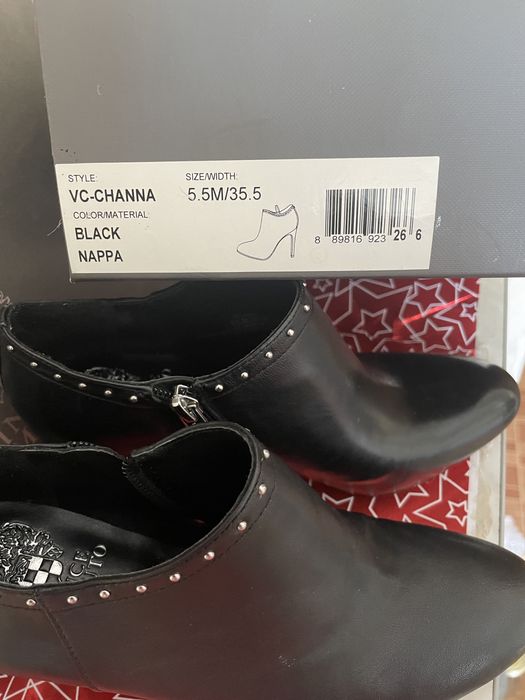 STYLE:
SIZE/WIDTH:
VC-CHANNA
5.5M/35.5
COLOR/MATERIAL:
BLACK
NAPPA
8 89816 923 26 6